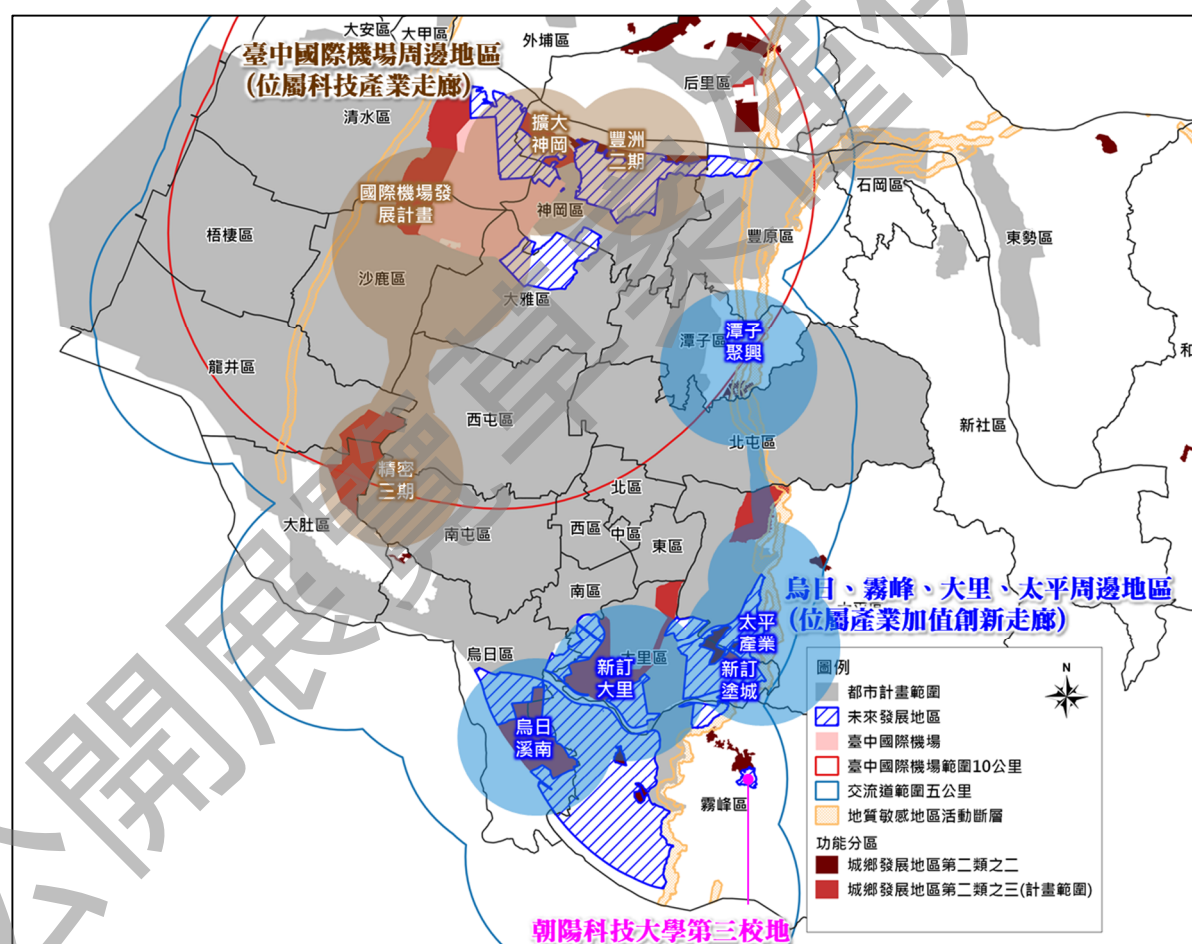 大安區
大甲區
外埔區
臺中國際機場周邊地區
(位屬科技產業走廊)
后里區
清水區
擴大
神岡
豐洲
二期
石岡區
國際機場發
展計畫
神岡區
梧棲區
豐原區
東勢區
沙鹿區
大雅區
潭子區
潭子
聚興
和
龍井區
西屯區
新社區
北屯區
精密
三期
北區
大肚區
南屯區
西區
中區
東區
南區
烏日、霧峰、大里、太平周邊地區
(位屬產業加值創新走廊)
太平
產業
烏日區
大里區
新訂
大里
新訂
塗城
烏日
溪南
霧峰區
圖例
N
都市計畫範圍
未來發展地區
臺中國際機場
臺中國際機場範圍10公里
交流道範圍五公里
地質敏感地區活動斷層
功能分區
城鄉發展地區第二類之二
城鄉發展地區第二類之三(計畫範圍)
朝陽科技大學第三校地
公開展覽草案